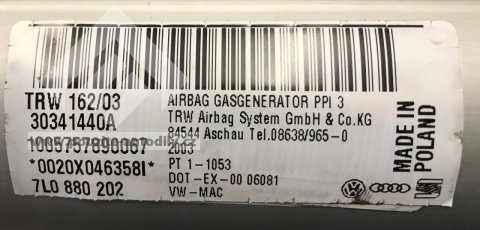 TRW 162/03
30341440A
1005757890007
*0020X046358I*
7L0 880 202
AIRBAG GASGENERATOR PPI 3
TRW Airbag System GmbH & Co.KG
84544 Aschau Tel.08638/965-0
2003
PT 1-1053
DOT-EX-00 06081
VW-MAC
MADE IN
POLAND